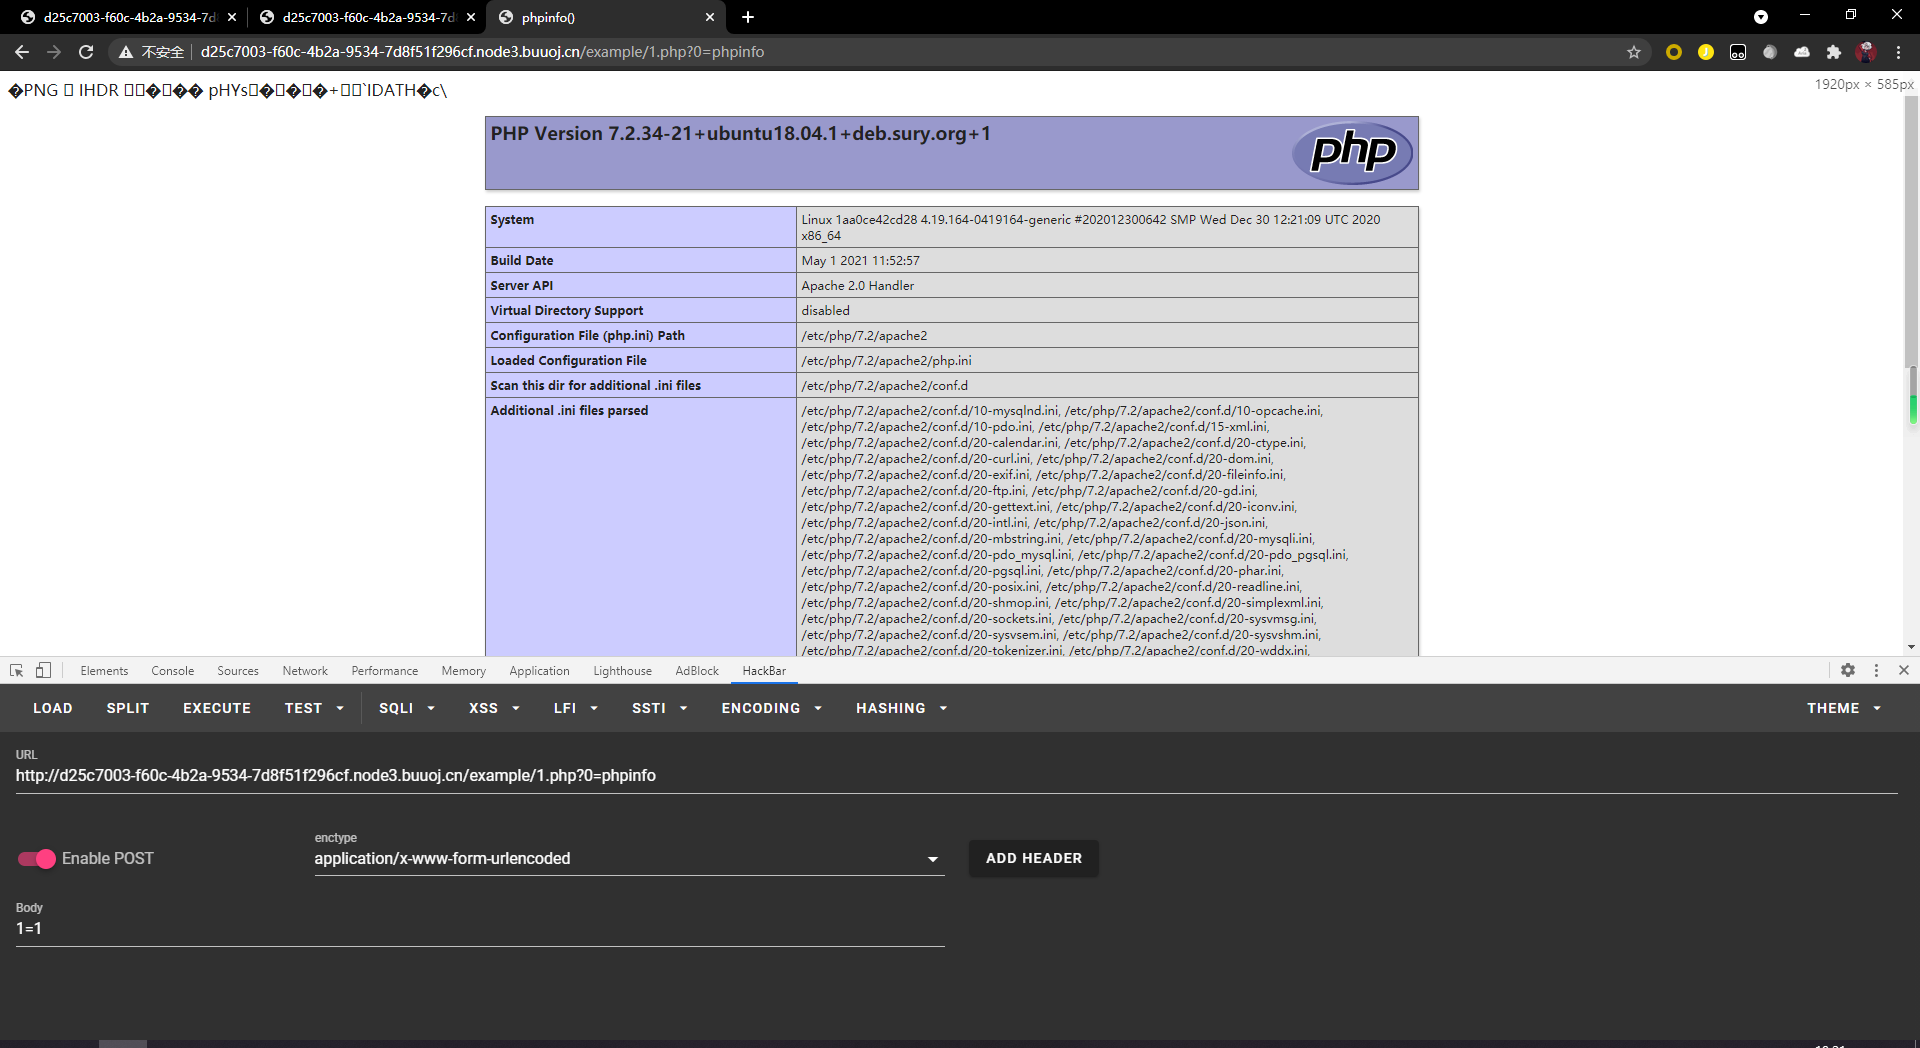 d25c7003-f60c-4b2a-9534-7d8
d25c7003-f60c-4b2a-9534-7d8
phpinfo()
不安全
d25c7003-f60c-4b2a-9534-7d8f51f296cf.node3.buuoj.cn/example/1.php?0=phpinfo
�PNG  IHDR ��� pHYs���+`IDATH�c\
1920px × 585px
PHP Version 7.2.34-21+ubuntu18.04.1+deb.sury.org+1
php
System
Linux 1aa0ce42cd28 4.19.164-0419164-generic #202012300642 SMP Wed Dec 30 12:21:09 UTC 2020
x86_64
Build Date
May 1 2021 11:52:57
Server API
Apache 2.0 Handler
Virtual Directory Support
disabled
Configuration File (php.ini) Path
/etc/php/7.2/apache2
Loaded Configuration File
/etc/php/7.2/apache2/php.ini
Scan this dir for additional .ini files
/etc/php/7.2/apache2/conf.d
Additional .ini files parsed
/etc/php/7.2/apache2/conf.d/10-mysqlnd.ini, /etc/php/7.2/apache2/conf.d/10-opcache.ini,
/etc/php/7.2/apache2/conf.d/10-pdo.ini, /etc/php/7.2/apache2/conf.d/15-xml.ini,
/etc/php/7.2/apache2/conf.d/20-calendar.ini, /etc/php/7.2/apache2/conf.d/20-ctype.ini,
/etc/php/7.2/apache2/conf.d/20-curl.ini, /etc/php/7.2/apache2/conf.d/20-dom.ini,
/etc/php/7.2/apache2/conf.d/20-exif.ini, /etc/php/7.2/apache2/conf.d/20-fileinfo.ini,
/etc/php/7.2/apache2/conf.d/20-ftp.ini, /etc/php/7.2/apache2/conf.d/20-gd.ini,
/etc/php/7.2/apache2/conf.d/20-gettext.ini, /etc/php/7.2/apache2/conf.d/20-iconv.ini,
/etc/php/7.2/apache2/conf.d/20-intl.ini, /etc/php/7.2/apache2/conf.d/20-json.ini,
/etc/php/7.2/apache2/conf.d/20-mbstring.ini, /etc/php/7.2/apache2/conf.d/20-mysqli.ini,
/etc/php/7.2/apache2/conf.d/20-pdo_mysql.ini, /etc/php/7.2/apache2/conf.d/20-pdo_pgsql.ini,
/etc/php/7.2/apache2/conf.d/20-pgsql.ini, /etc/php/7.2/apache2/conf.d/20-phar.ini,
/etc/php/7.2/apache2/conf.d/20-posix.ini, /etc/php/7.2/apache2/conf.d/20-readline.ini,
/etc/php/7.2/apache2/conf.d/20-shmop.ini, /etc/php/7.2/apache2/conf.d/20-simplexml.ini,
/etc/php/7.2/apache2/conf.d/20-sockets.ini, /etc/php/7.2/apache2/conf.d/20-sysvmsg.ini,
/etc/php/7.2/apache2/conf.d/20-sysvsem.ini, /etc/php/7.2/apache2/conf.d/20-sysvshm.ini,
/etc/php/7.2/apache2/conf.d/20-tokenizer.ini, /etc/php/7.2/apache2/conf.d/20-wddx.ini,
Elements Console Sources Network Performance Memory Application Lighthouse AdBlock HackBar
LOAD SPLIT EXECUTE TEST SQLI XSS LFI SSTI ENCODING HASHING THEME
URL
http://d25c7003-f60c-4b2a-9534-7d8f51f296cf.node3.buuoj.cn/example/1.php?0=phpinfo
Enable POST
enctype
application/x-www-form-urlencoded
ADD HEADER
Body
1=1